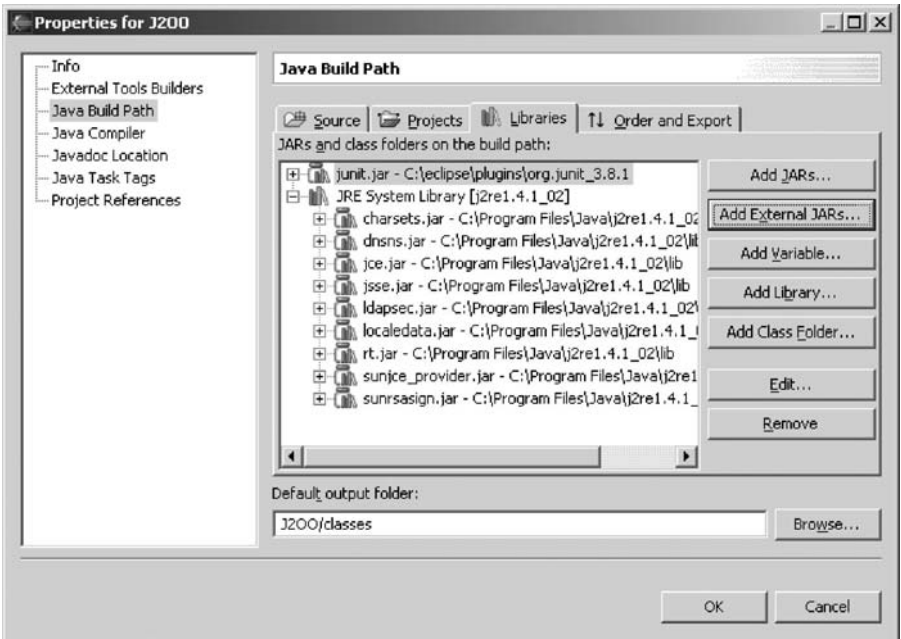 Properties for J2OO
Info
External Tools Builders
Java Build Path
Java Compiler
Javadoc Location
Java Task Tags
Project References
Java Build Path
Source
Projects
Libraries
Order and Export
JARs and class folders on the build path:
junit.jar - C:\eclipse\plugins\org.junit_3.8.1
JRE System Library [j2re1.4.1_02]
charsets.jar - C:\Program Files\Java\j2re1.4.1_02
dnsns.jar - C:\Program Files\Java\j2re1.4.1_02\lib
jce.jar - C:\Program Files\Java\j2re1.4.1_02\lib
jsse.jar - C:\Program Files\Java\j2re1.4.1_02\lib
ldapsec.jar - C:\Program Files\Java\j2re1.4.1_02\
localedata.jar - C:\Program Files\Java\j2re1.4.1_
rt.jar - C:\Program Files\Java\j2re1.4.1_02\lib
sunjce_provider.jar - C:\Program Files\Java\j2re1
sunrsasign.jar - C:\Program Files\Java\j2re1.4.1_
Add JARs...
Add External JARs...
Add Variable...
Add Library...
Add Class Folder...
Edit...
Remove
Default output folder:
J2OO/classes
Browse...
OK
Cancel